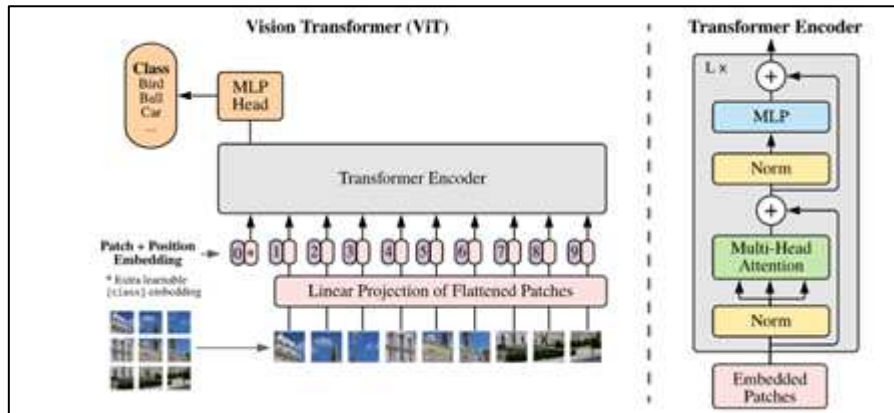 Vision Transformer (ViT)
Class
Bird
Ball
Car
...
MLP
Head
Transformer Encoder
Patch + Position
Embedding
* Extra learnable
[class] embedding
0 * 1 2 3 4 5 6 7 8 9
Linear Projection of Flattened Patches
Transformer Encoder
L x
+
MLP
Norm
+
Multi-Head
Attention
Norm
Embedded
Patches